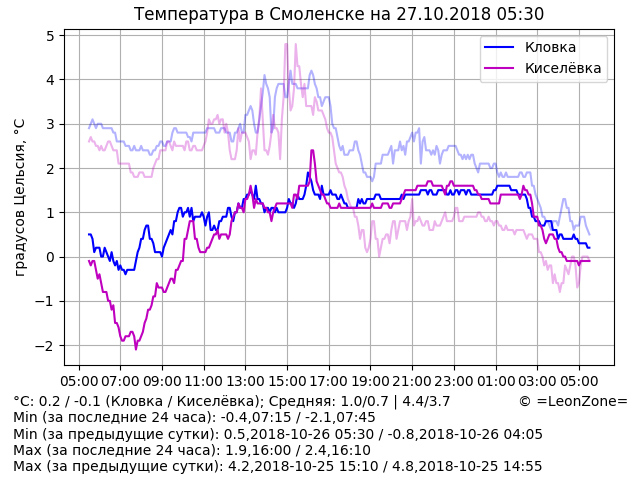 Температура в Смоленске на 27.10.2018 05:30
Кловка
Киселёвка
градусов Цельсия, °C
5
4
3
2
1
0
−1
−2
05:00 07:00 09:00 11:00 13:00 15:00 17:00 19:00 21:00 23:00 01:00 03:00 05:00
°C: 0.2 / -0.1 (Кловка / Киселёвка); Средняя: 1.0/0.7 | 4.4/3.7 © =LeonZone=
Min (за последние 24 часа): -0.4,07:15 / -2.1,07:45
Min (за предыдущие сутки): 0.5,2018-10-26 05:30 / -0.8,2018-10-26 04:05
Max (за последние 24 часа): 1.9,16:00 / 2.4,16:10
Max (за предыдущие сутки): 4.2,2018-10-25 15:10 / 4.8,2018-10-25 14:55